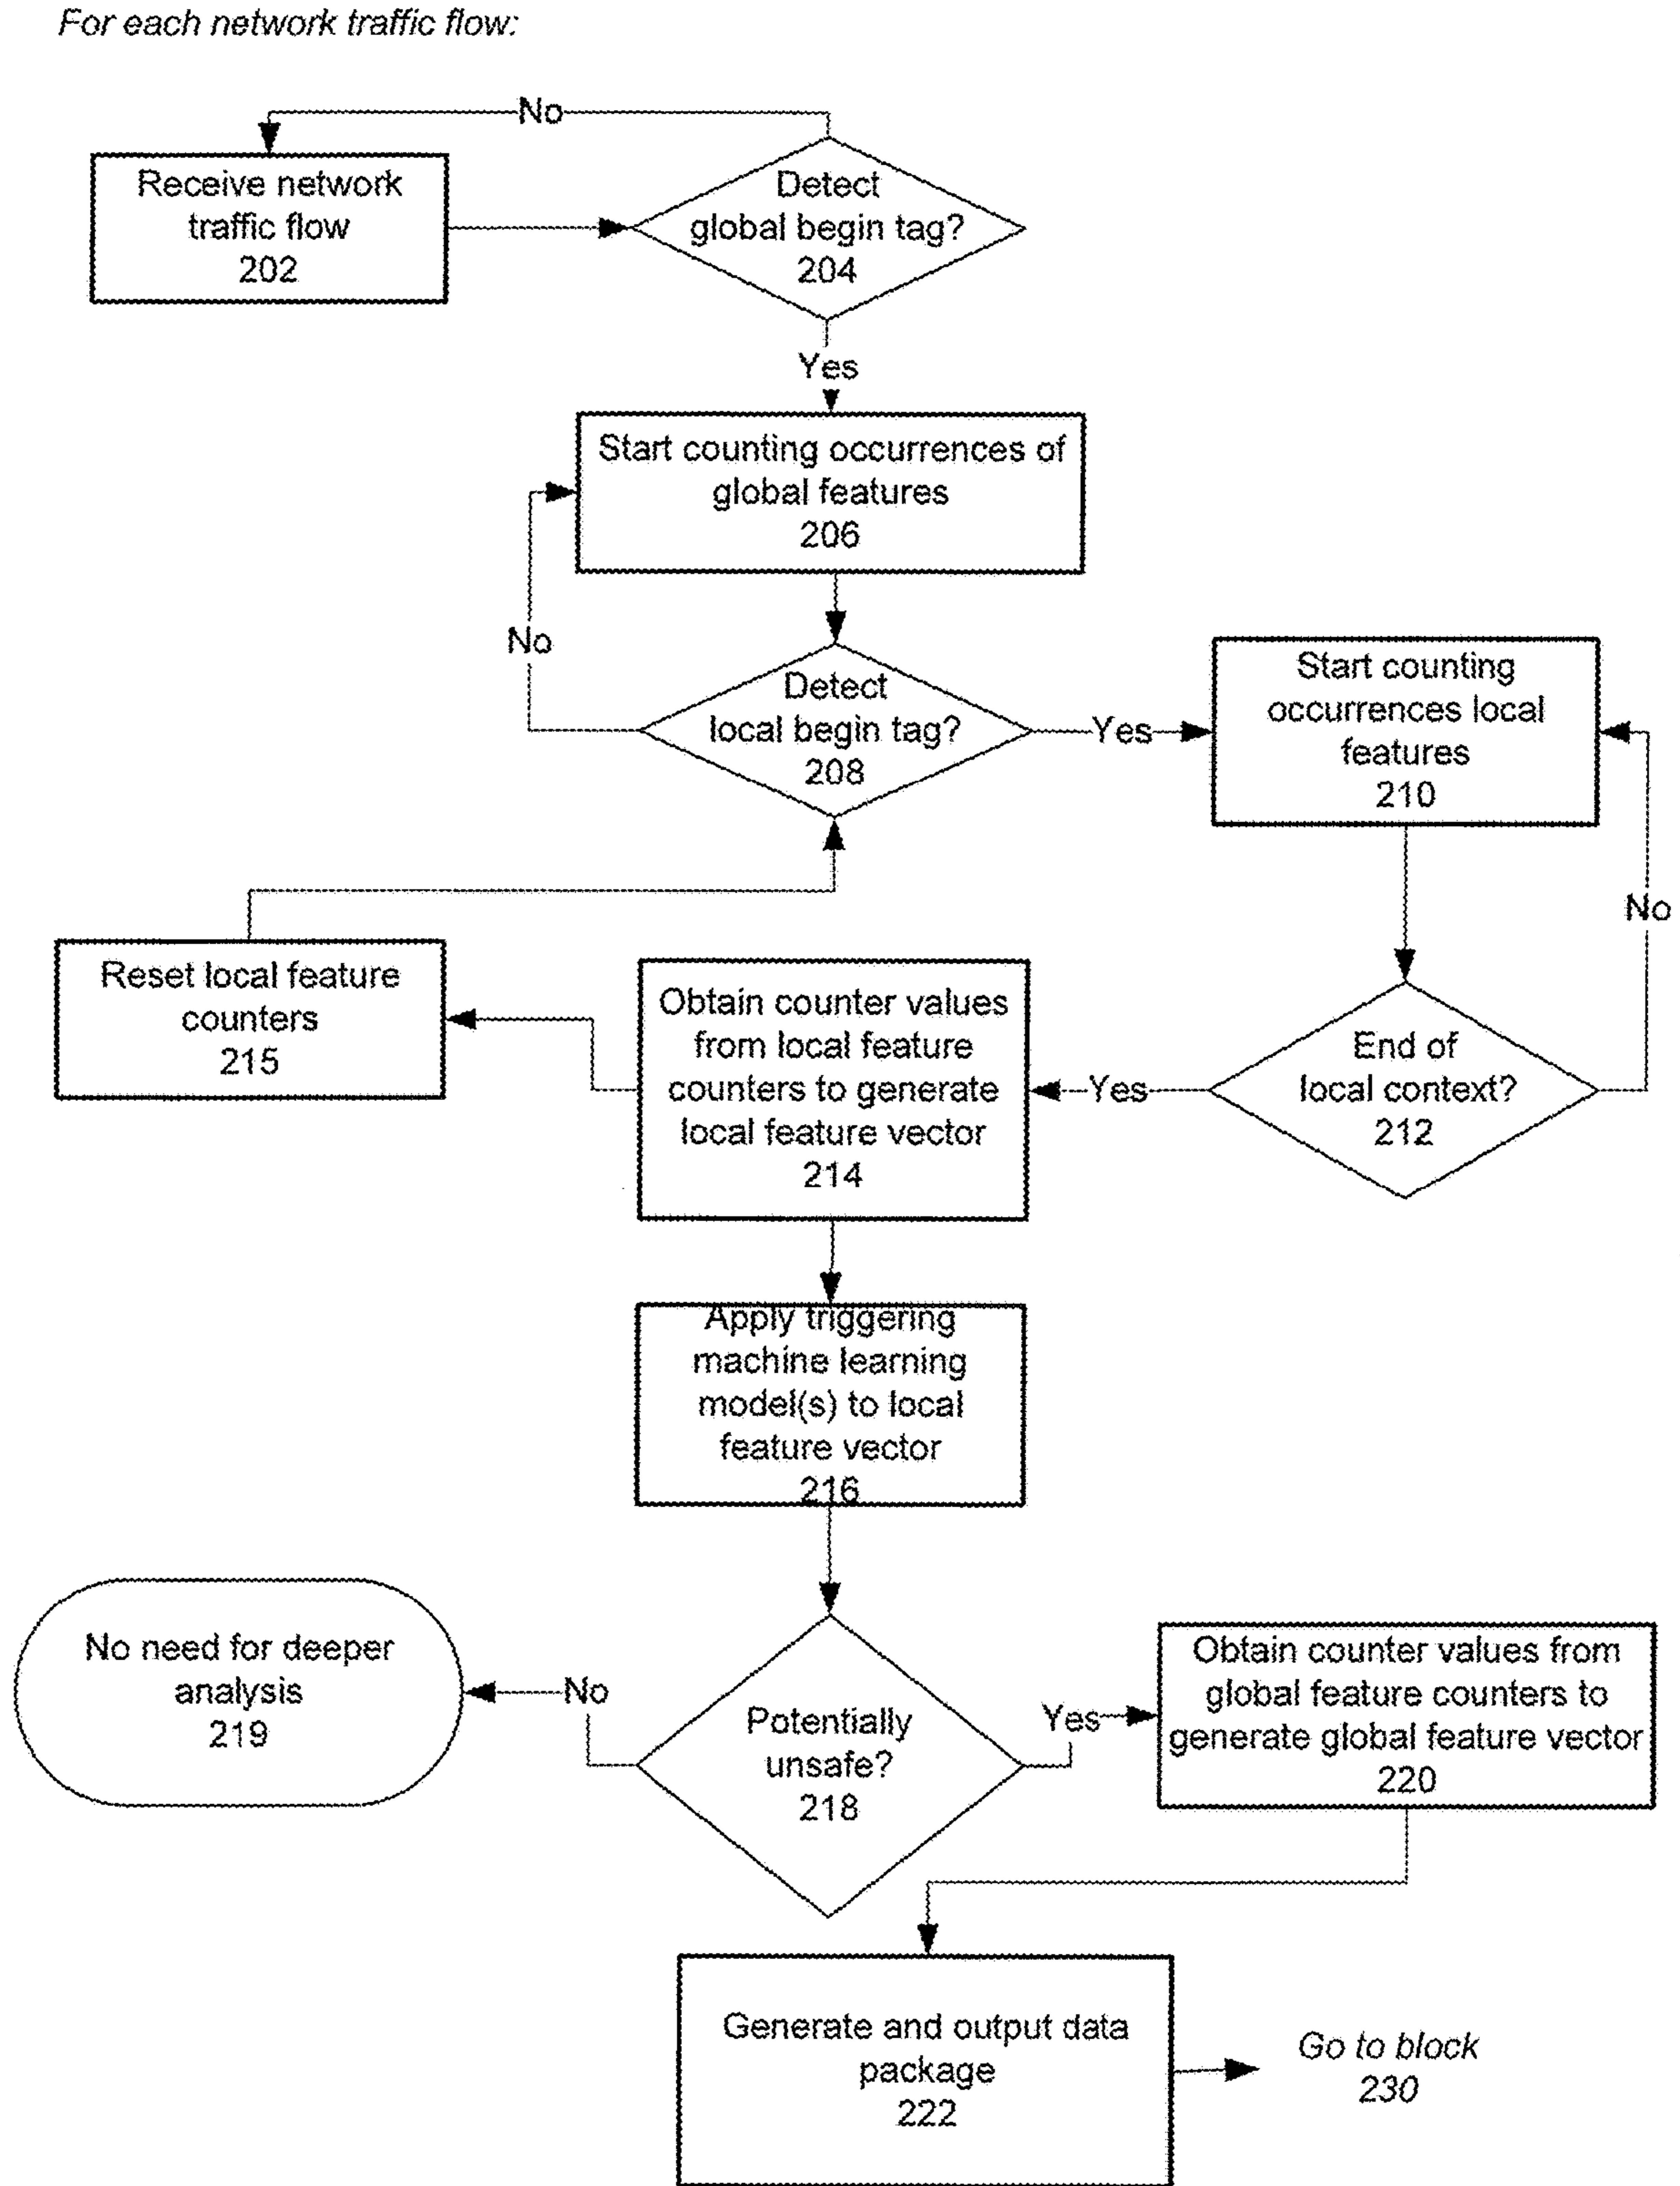 For each network traffic flow:
No
Receive network
traffic flow
202
Detect
global begin tag?
204
Yes
Start counting occurrences of
global features
206
No
Detect
local begin tag?
208
Yes
Start counting
occurrences local
features
210
No
Reset local feature
counters
215
Obtain counter values
from local feature
counters to generate
local feature vector
214
Yes
End of
local context?
212
Apply triggering
machine learning
model(s) to local
feature vector
216
No need for deeper
analysis
219
No
Potentially
unsafe?
218
Yes
Obtain counter values from
global feature counters to
generate global feature vector
220
Generate and output data
package
222
Go to block
230